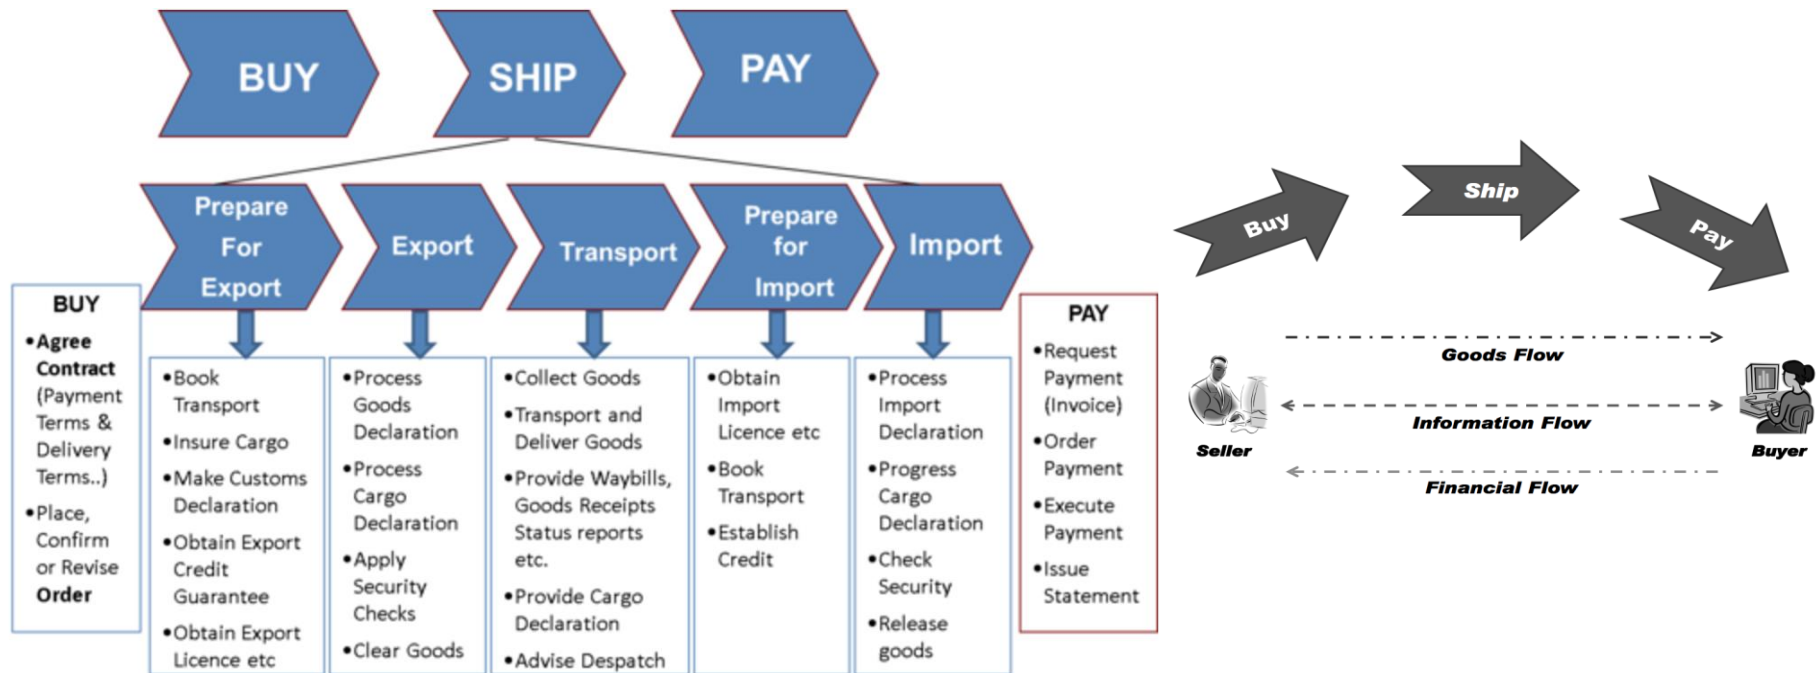 BUY
SHIP
PAY
Prepare
For
Export
Export
Transport
Prepare
for
Import
Import
BUY
•Agree
Contract
(Payment
Terms &
Delivery
Terms..)
•Place,
Confirm
or Revise
Order
•Book
Transport
•Insure Cargo
•Make Customs
Declaration
•Obtain Export
Credit
Guarantee
•Obtain Export
Licence etc
•Process
Goods
Declaration
•Process
Cargo
Declaration
•Apply
Security
Checks
•Clear Goods
•Collect Goods
•Transport and
Deliver Goods
•Provide Waybills,
Goods Receipts
Status reports
etc.
•Provide Cargo
Declaration
•Advise Despatch
•Obtain
Import
Licence etc
•Book
Transport
•Establish
Credit
•Process
Import
Declaration
•Progress
Cargo
Declaration
•Check
Security
•Release
goods
PAY
•Request
Payment
(Invoice)
•Order
Payment
•Execute
Payment
•Issue
Statement
Buy
Ship
Pay
Goods Flow
Information Flow
Seller
Buyer
Financial Flow